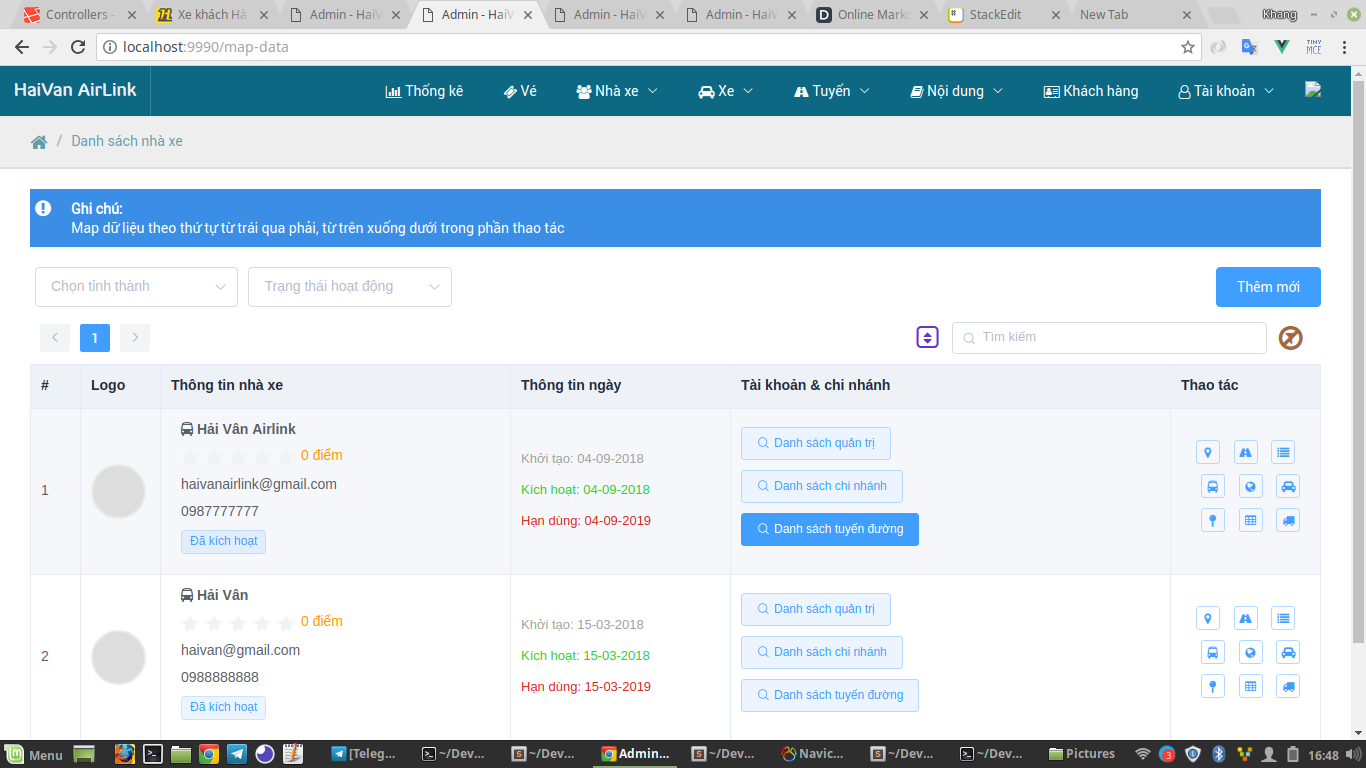 Controllers -
Xe khách Hà
Admin - HaiV
Admin - HaiV
Admin - HaiV
Admin - HaiV
Online Mark
StackEdit
New Tab
Khang
localhost:9990/map-data
TINY
MCE
HaiVan AirLink
Thống kê
Vé
Nhà xe
Xe
Tuyến
Nội dung
Khách hàng
Tài khoản
/ Danh sách nhà xe
Ghi chú:
Map dữ liệu theo thứ tự từ trái qua phải, từ trên xuống dưới trong phần thao tác
Chọn tỉnh thành
Trạng thái hoạt động
Thêm mới
1
Tìm kiếm
# Logo Thông tin nhà xe Thông tin ngày Tài khoản & chi nhánh Thao tác
1
Hải Vân Airlink
0 điểm
haivanairlink@gmail.com
0987777777
Đã kích hoạt
Khởi tạo: 04-09-2018
Kích hoạt: 04-09-2018
Hạn dùng: 04-09-2019
Danh sách quản trị
Danh sách chi nhánh
Danh sách tuyến đường
2
Hải Vân
0 điểm
haivan@gmail.com
0988888888
Đã kích hoạt
Khởi tạo: 15-03-2018
Kích hoạt: 15-03-2018
Hạn dùng: 15-03-2019
Danh sách quản trị
Danh sách chi nhánh
Danh sách tuyến đường
Menu
[Teleg...
~/Dev...
~/Dev...
Admin...
~/Dev...
Navic...
~/Dev...
~/Dev...
Pictures
3
16:48